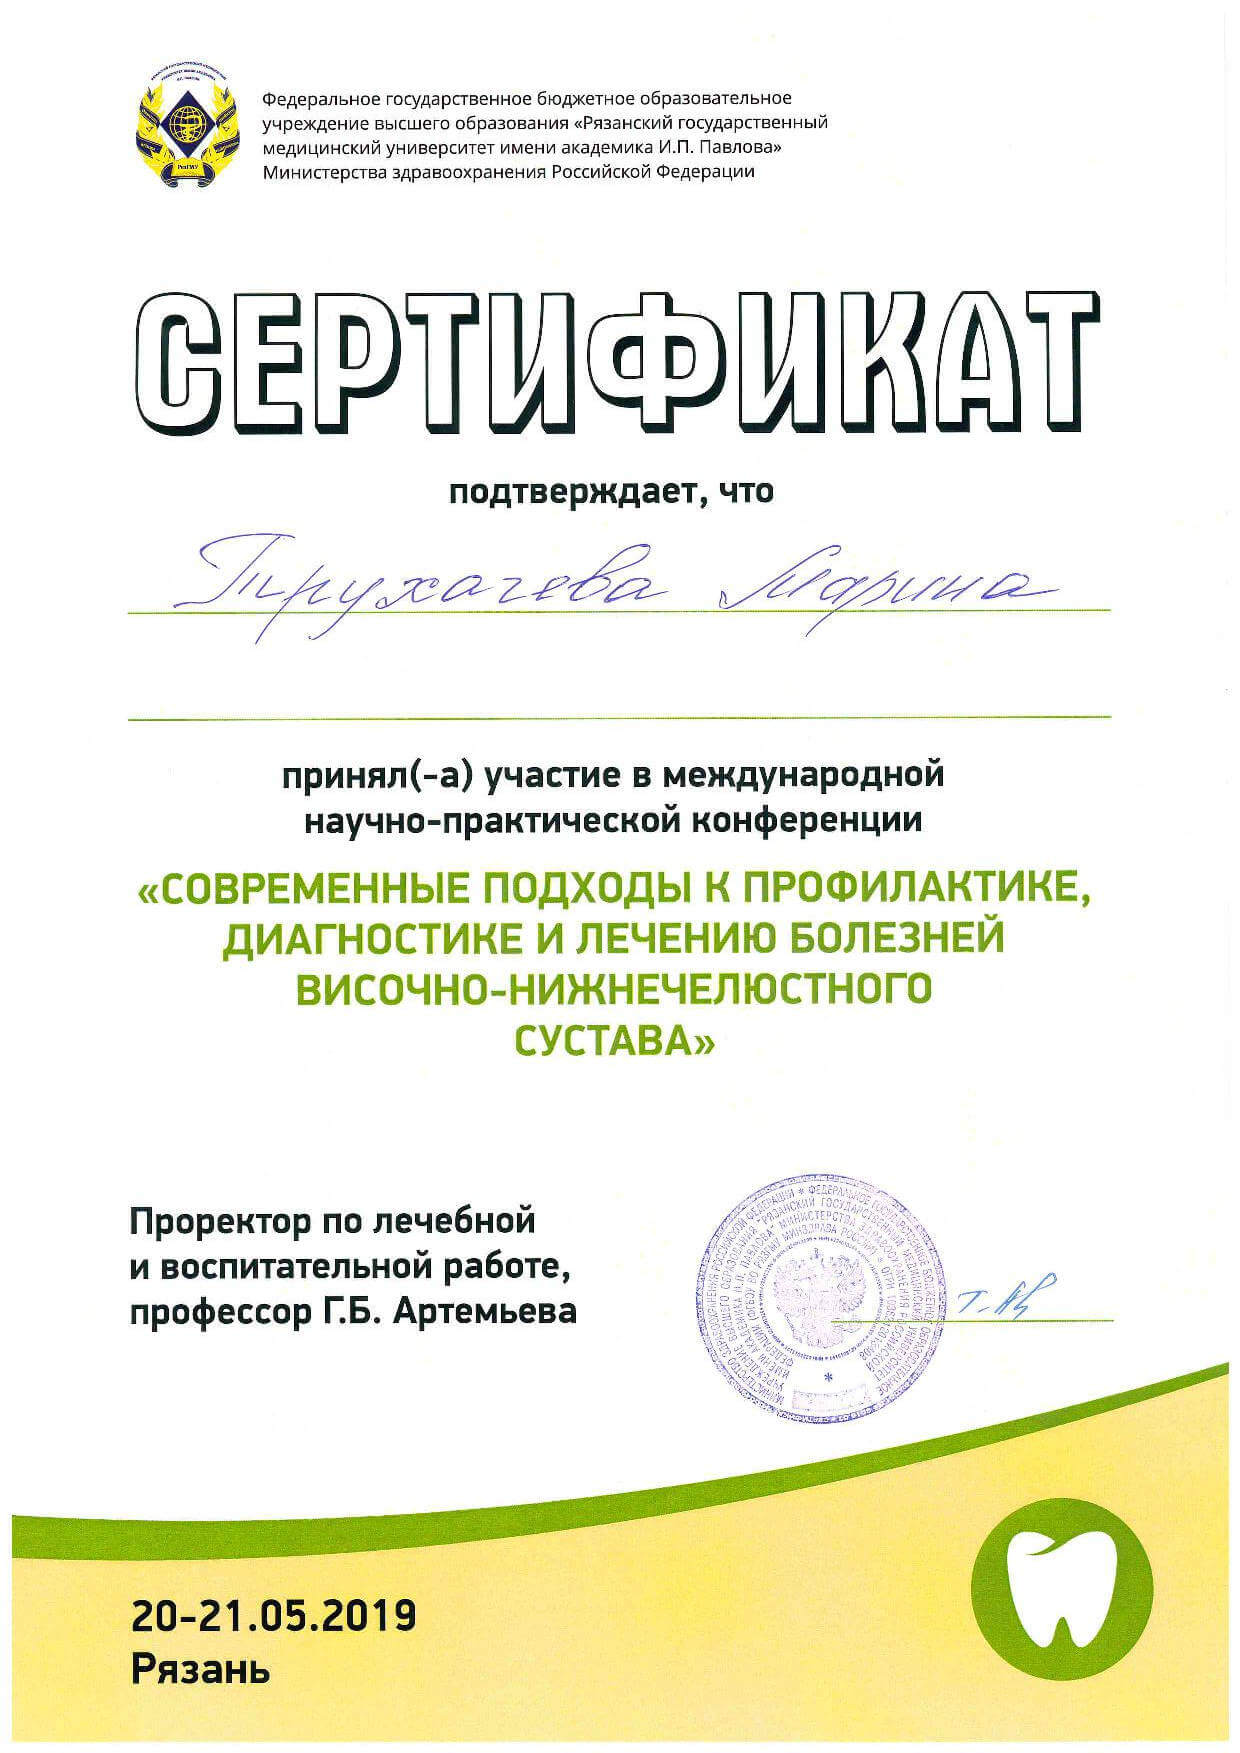 Федеральное государственное бюджетное образовательное
учреждение высшего образования «Рязанский государственный
медицинский университет имени академика И.П. Павлова»
Министерства здравоохранения Российской Федерации
РязГМУ
СЕРТИФИКАТ
подтверждает, что
Трухачева Марина
принял(-а) участие в международной
научно-практической конференции
«СОВРЕМЕННЫЕ ПОДХОДЫ К ПРОФИЛАКТИКЕ,
ДИАГНОСТИКЕ И ЛЕЧЕНИЮ БОЛЕЗНЕЙ
ВИСОЧНО-НИЖНЕЧЕЛЮСТНОГО
СУСТАВА»
Проректор по лечебной
и воспитательной работе,
профессор Г.Б. Артемьева
20-21.05.2019
Рязань